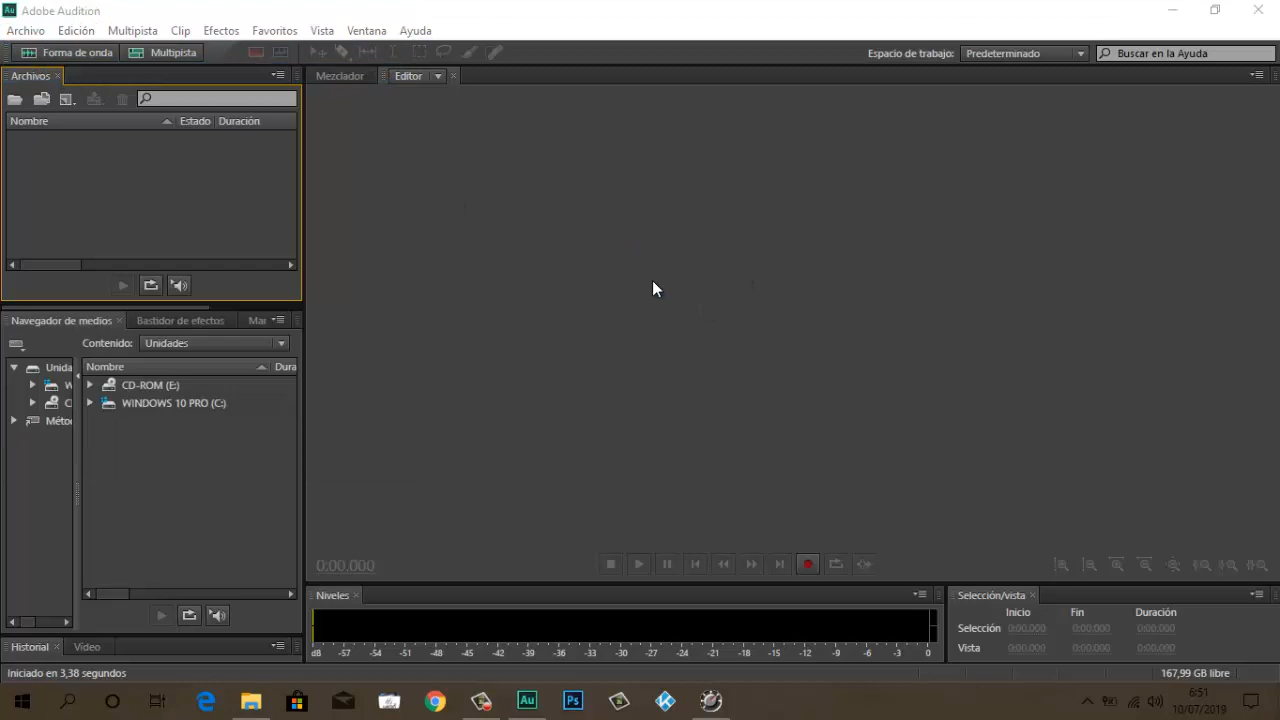 Au Adobe Audition
Archivo Edición Multipista Clip Efectos Favoritos Vista Ventana Ayuda
Forma de onda Multipista Espacio de trabajo: Predeterminado Buscar en la Ayuda
Archivos Mezclador Editor
Nombre Estado Duración
Navegador de medios Bastidor de efectos Mar
Contenido: Unidades
Unida Nombre Dura
W CD-ROM (E:)
C WINDOWS 10 PRO (C:)
Méto
0:00.000
Niveles Selección/vista
Inicio Fin Duración
Selección 0:00.000 0:00.000 0:00.000
Historial Vídeo dB -57 -54 -51 -48 -45 -42 -39 -36 -33 -30 -27 -24 -21 -18 -15 -12 -9 -6 -3 0 Vista 0:00.000 0:00.000 0:00.000
Iniciado en 3,38 segundos 167,99 GB libre
Au Ps 6:51
10/07/2019